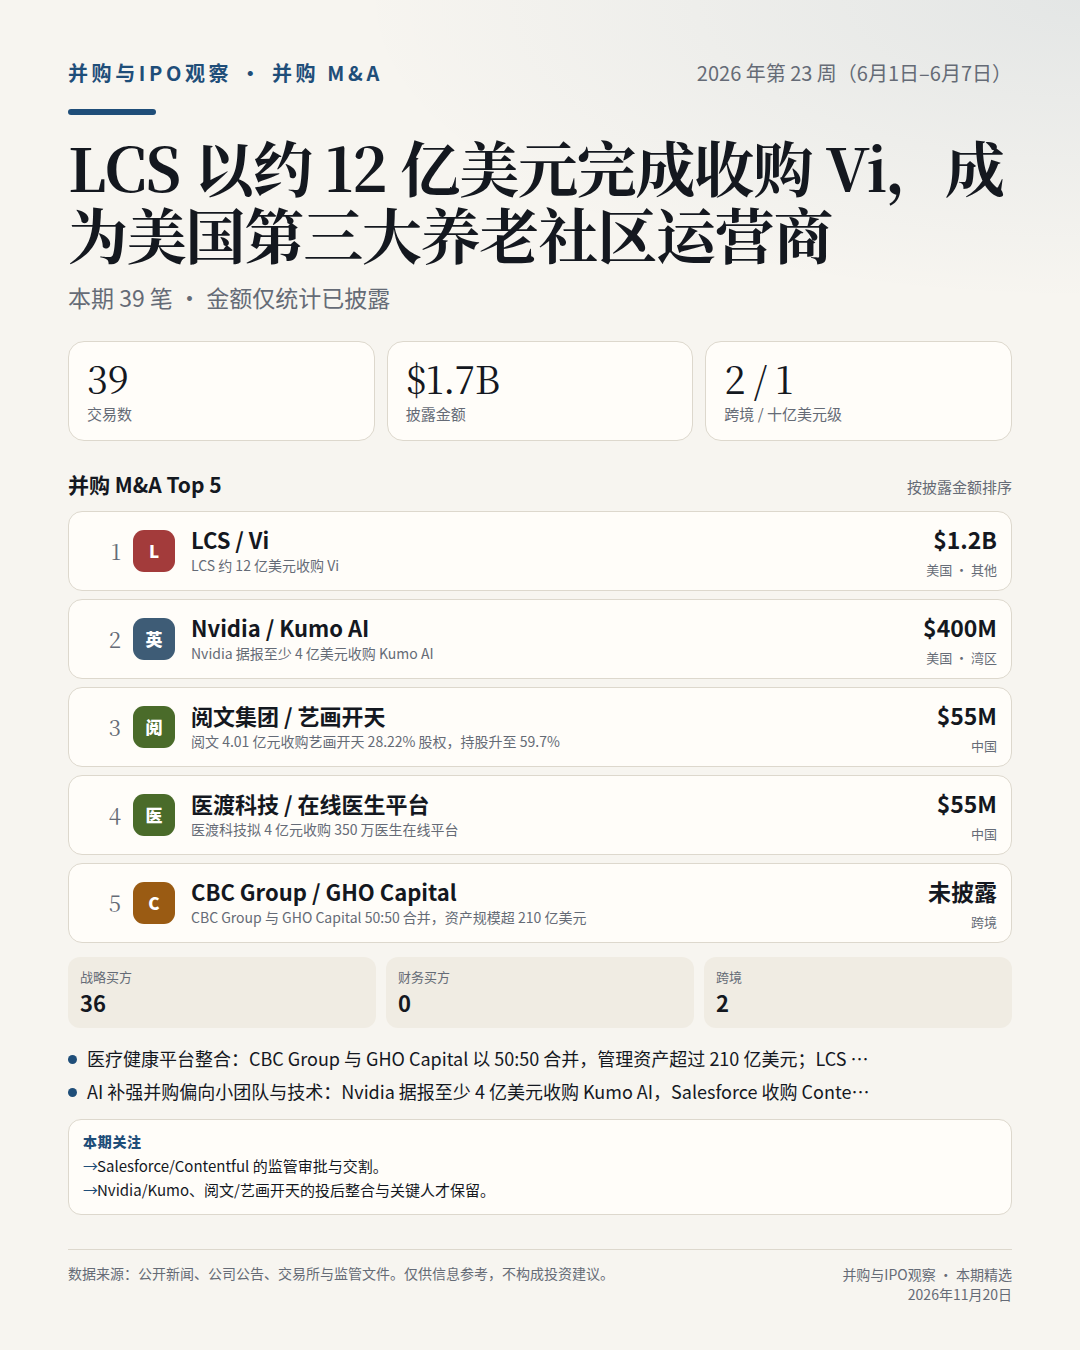 并购与IPO观察 · 并购 M&A
2026 年第 23 周（6月1日–6月7日）
LCS 以约 12 亿美元完成收购 Vi，成
为美国第三大养老社区运营商
本期 39 笔 · 金额仅统计已披露
39
交易数
$1.7B
披露金额
2 / 1
跨境 / 十亿美元级
并购 M&A Top 5
按披露金额排序
1
L
LCS / Vi
LCS 约 12 亿美元收购 Vi
$1.2B
美国 · 其他
2
英
Nvidia / Kumo AI
Nvidia 据报至少 4 亿美元收购 Kumo AI
$400M
美国 · 湾区
3
阅
阅文集团 / 艺画开天
阅文 4.01 亿元收购艺画开天 28.22% 股权，持股升至 59.7%
$55M
中国
4
医
医渡科技 / 在线医生平台
医渡科技拟 4 亿元收购 350 万医生在线平台
$55M
中国
5
C
CBC Group / GHO Capital
CBC Group 与 GHO Capital 50:50 合并，资产规模超 210 亿美元
未披露
跨境
战略买方
36
财务买方
0
跨境
2
医疗健康平台整合：CBC Group 与 GHO Capital 以 50:50 合并，管理资产超过 210 亿美元；LCS …
AI 补强并购偏向小团队与技术：Nvidia 据报至少 4 亿美元收购 Kumo AI，Salesforce 收购 Conte…
本期关注
→Salesforce/Contentful 的监管审批与交割。
→Nvidia/Kumo、阅文/艺画开天的投后整合与关键人才保留。
数据来源：公开新闻、公司公告、交易所与监管文件。仅供信息参考，不构成投资建议。
并购与IPO观察 · 本期精选
2026年11月20日